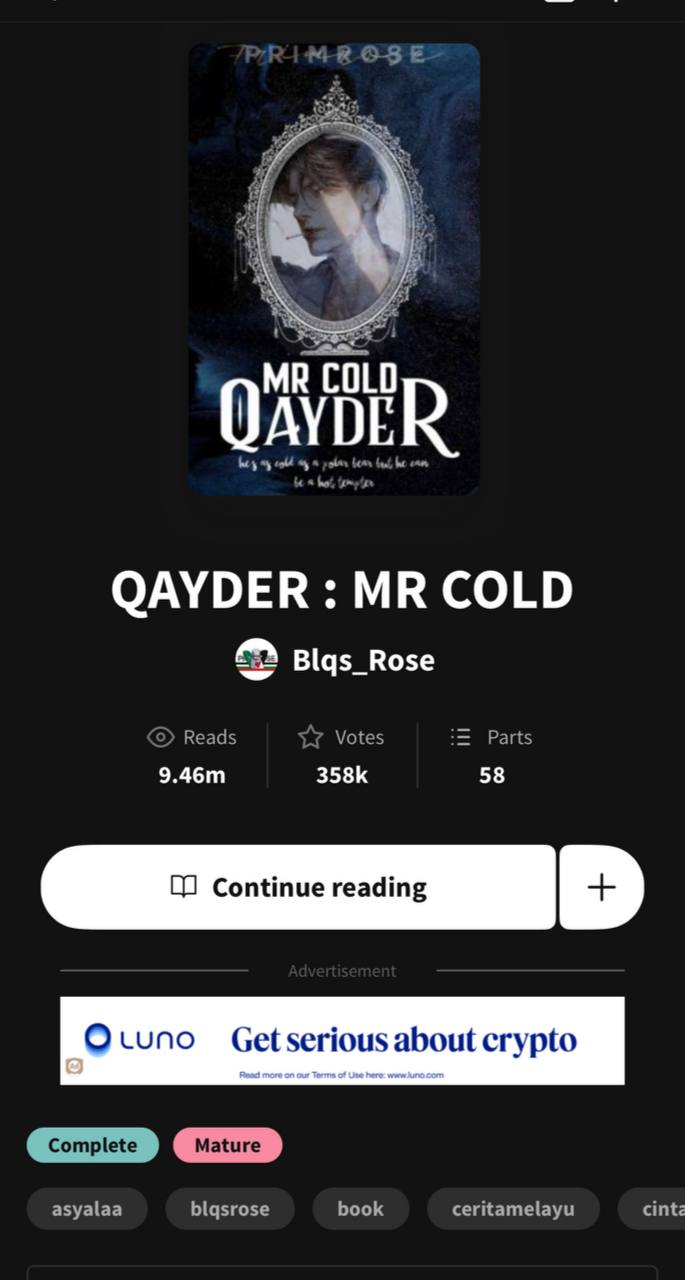 PRIMROSE
MR COLD
QAYDER
he's as cold as a polar bear but he can
be a hot temper
QAYDER : MR COLD
Blqs_Rose
Reads
Votes
Parts
9.46m
358k
58
Continue reading
Advertisement
LUNO
Get serious about crypto
Read more on our Terms of Use here: www.luno.com
Ad
Complete
Mature
asyalaa
blqsrose
book
ceritamelayu
cinta